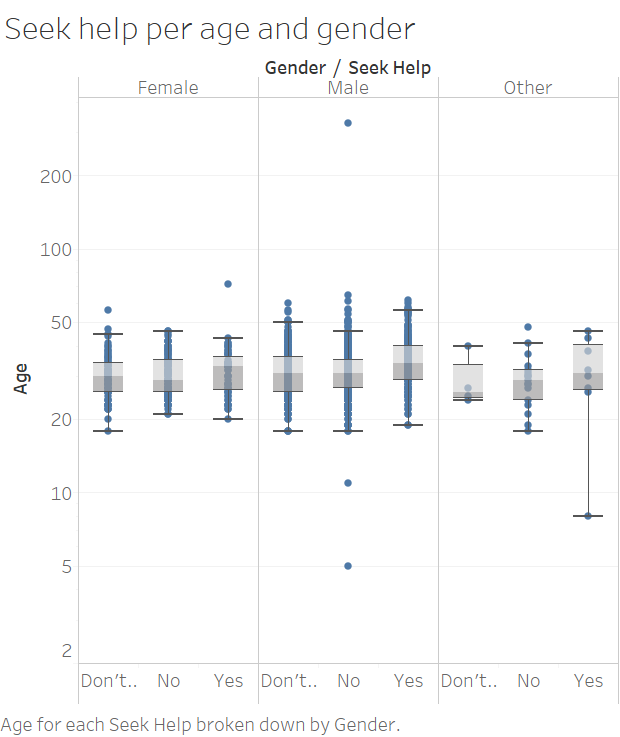 Seek help per age and gender
Gender / Seek Help
Female Male Other
200
100
50
20
10
5
2
Age
Don't.. No Yes Don't.. No Yes Don't.. No Yes
Age for each Seek Help broken down by Gender.